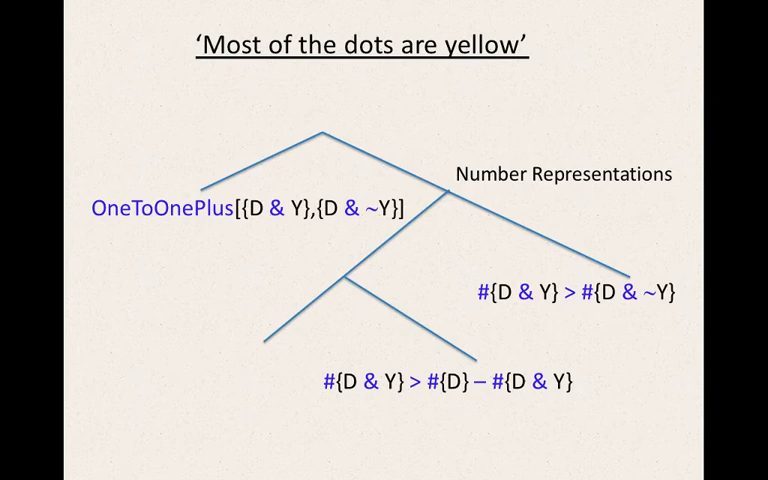 ‘Most of the dots are yellow’
Number Representations
OneToOnePlus[{D & Y},{D & ~Y}]
#{D & Y} > #{D & ~Y}
#{D & Y} > #{D} – #{D & Y}